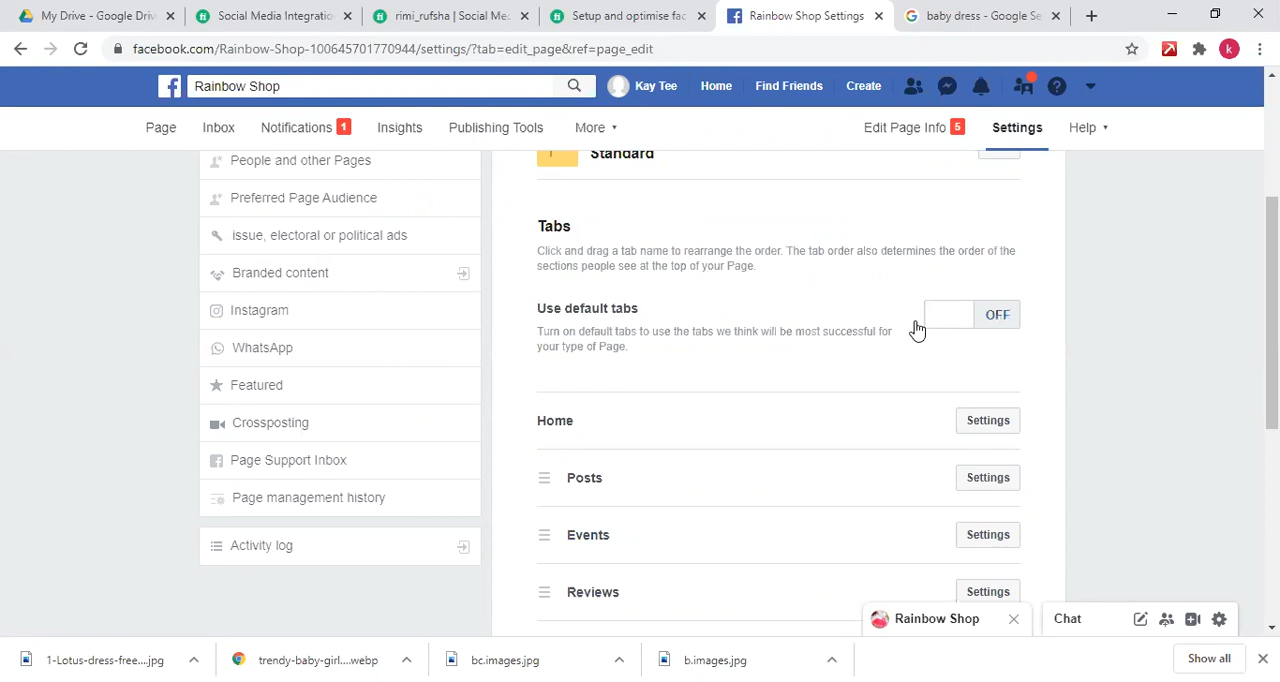 My Drive - Google Driv
Social Media Integratio
rimi_rufsha | Social Me
Setup and optimise fac
Rainbow Shop Settings
baby dress - Google Se
facebook.com/Rainbow-Shop-100645701770944/settings/?tab=edit_page&ref=page_edit
k
Rainbow Shop
Kay Tee
Home
Find Friends
Create
Page
Inbox
Notifications 1
Insights
Publishing Tools
More
Edit Page Info 5
Settings
Help
People and other Pages
Preferred Page Audience
issue, electoral or political ads
Branded content
Instagram
WhatsApp
Featured
Crossposting
Page Support Inbox
Page management history
Activity log
Standard
Tabs
Click and drag a tab name to rearrange the order. The tab order also determines the order of the
sections people see at the top of your Page.
Use default tabs
OFF
Turn on default tabs to use the tabs we think will be most successful for
your type of Page.
Home
Settings
Posts
Settings
Events
Settings
Reviews
Settings
Rainbow Shop
Chat
1-Lotus-dress-free....jpg
trendy-baby-girl....webp
bc.images.jpg
b.images.jpg
Show all